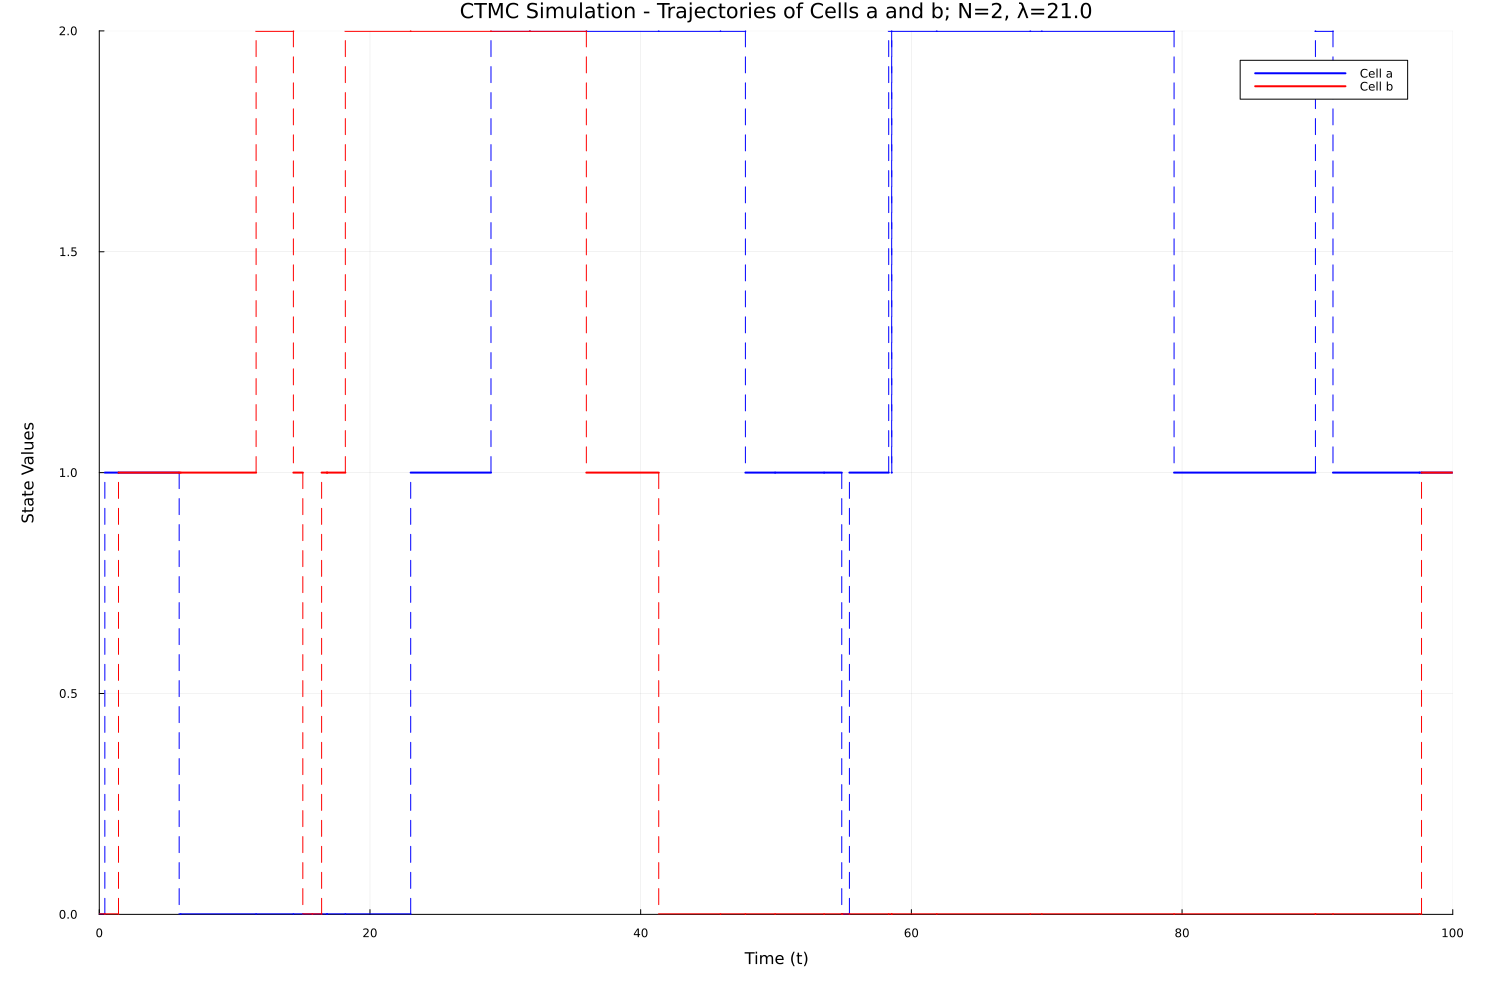 CTMC Simulation - Trajectories of Cells a and b; N=2, λ=21.0
2.0
Cell a
Cell b
1.5
1.0
State Values
0.5
0.0
0 20 40 60 80 100
Time (t)